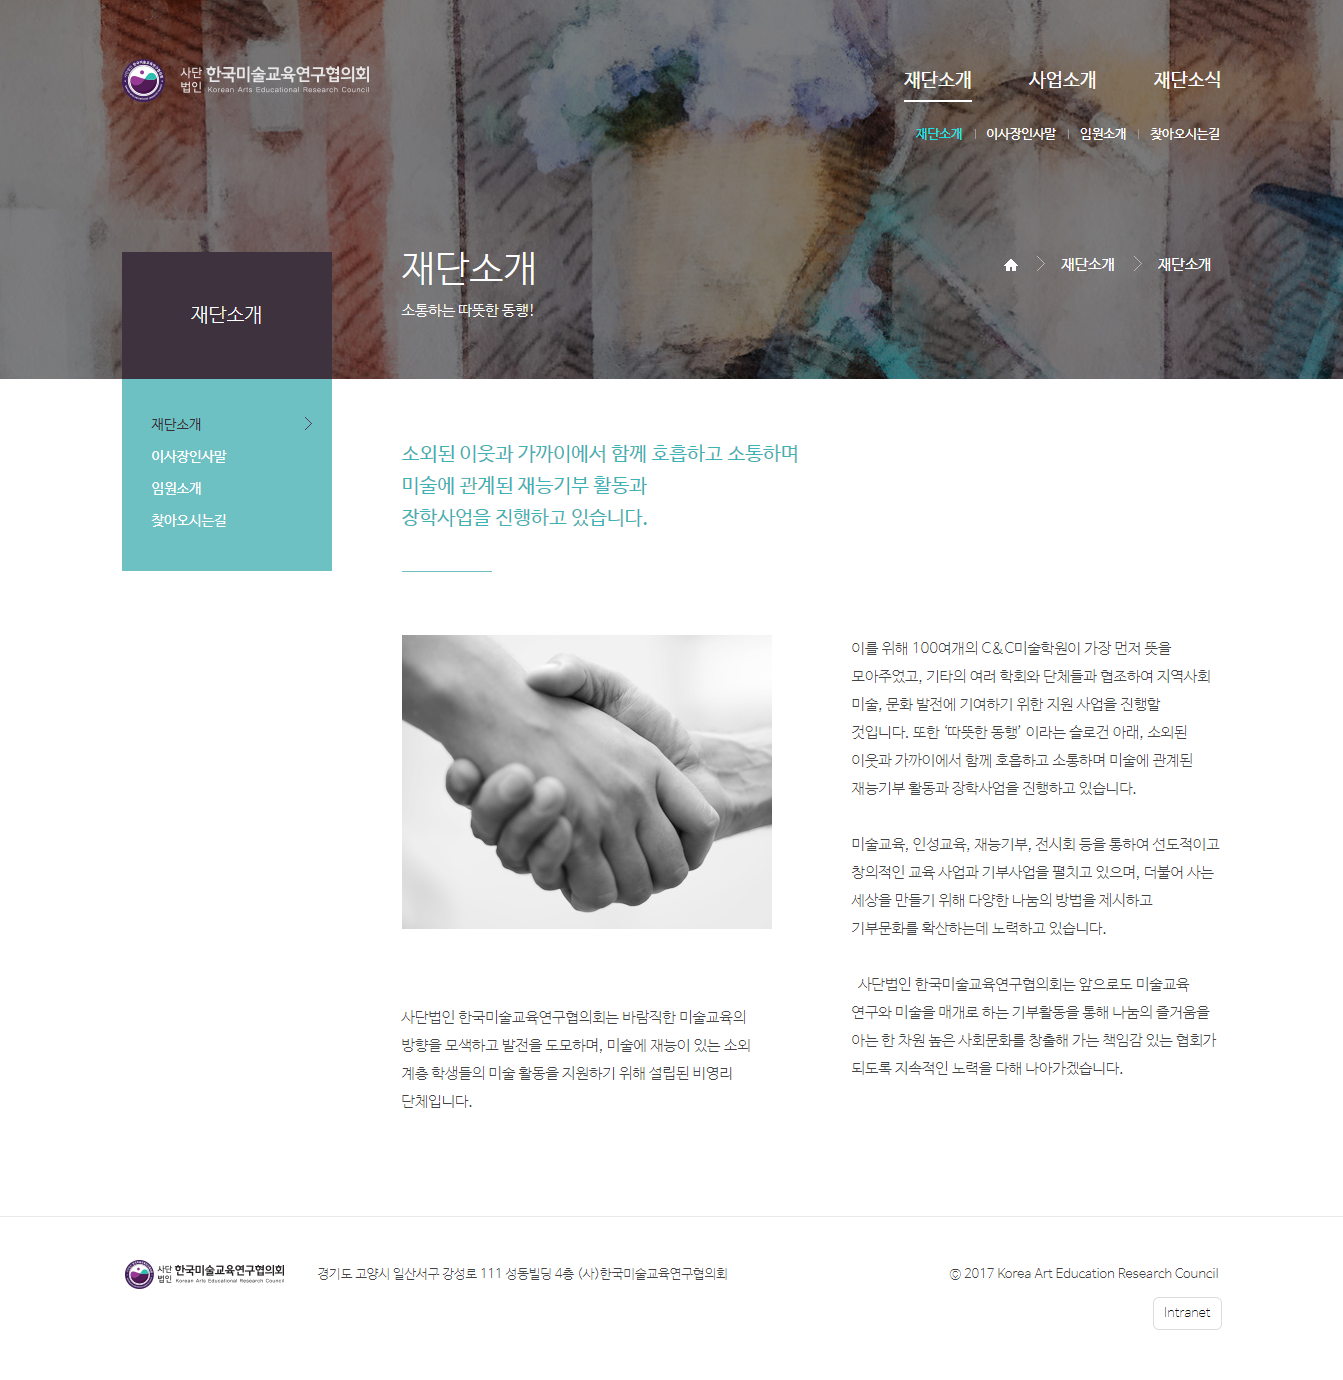 사단
법인
한국미술교육연구협의회
Korean Arts Educational Research Council
재단소개 사업소개 재단소식
재단소개 이사장인사말 임원소개 찾아오시는길
재단소개
소통하는 따뜻한 동행!
재단소개 재단소개
재단소개
재단소개
이사장인사말
임원소개
찾아오시는길
소외된 이웃과 가까이에서 함께 호흡하고 소통하며
미술에 관계된 재능기부 활동과
장학사업을 진행하고 있습니다.
사단법인 한국미술교육연구협의회는 바람직한 미술교육의
방향을 모색하고 발전을 도모하며, 미술에 재능이 있는 소외
계층 학생들의 미술 활동을 지원하기 위해 설립된 비영리
단체입니다.
이를 위해 100여개의 C&C미술학원이 가장 먼저 뜻을
모아주었고, 기타의 여러 학회와 단체들과 협조하여 지역사회
미술, 문화 발전에 기여하기 위한 지원 사업을 진행할
것입니다. 또한 ‘따뜻한 동행’ 이라는 슬로건 아래, 소외된
이웃과 가까이에서 함께 호흡하고 소통하며 미술에 관계된
재능기부 활동과 장학사업을 진행하고 있습니다.
미술교육, 인성교육, 재능기부, 전시회 등을 통하여 선도적이고
창의적인 교육 사업과 기부사업을 펼치고 있으며, 더불어 사는
세상을 만들기 위해 다양한 나눔의 방법을 제시하고
기부문화를 확산하는데 노력하고 있습니다.
사단법인 한국미술교육연구협의회는 앞으로도 미술교육
연구와 미술을 매개로 하는 기부활동을 통해 나눔의 즐거움을
아는 한 차원 높은 사회문화를 창출해 가는 책임감 있는 협회가
되도록 지속적인 노력을 다해 나아가겠습니다.
사단
법인
한국미술교육연구협의회
Korean Arts Educational Research Council
경기도 고양시 일산서구 강성로 111 성동빌딩 4층 (사)한국미술교육연구협의회
© 2017 Korea Art Education Research Council
Intranet